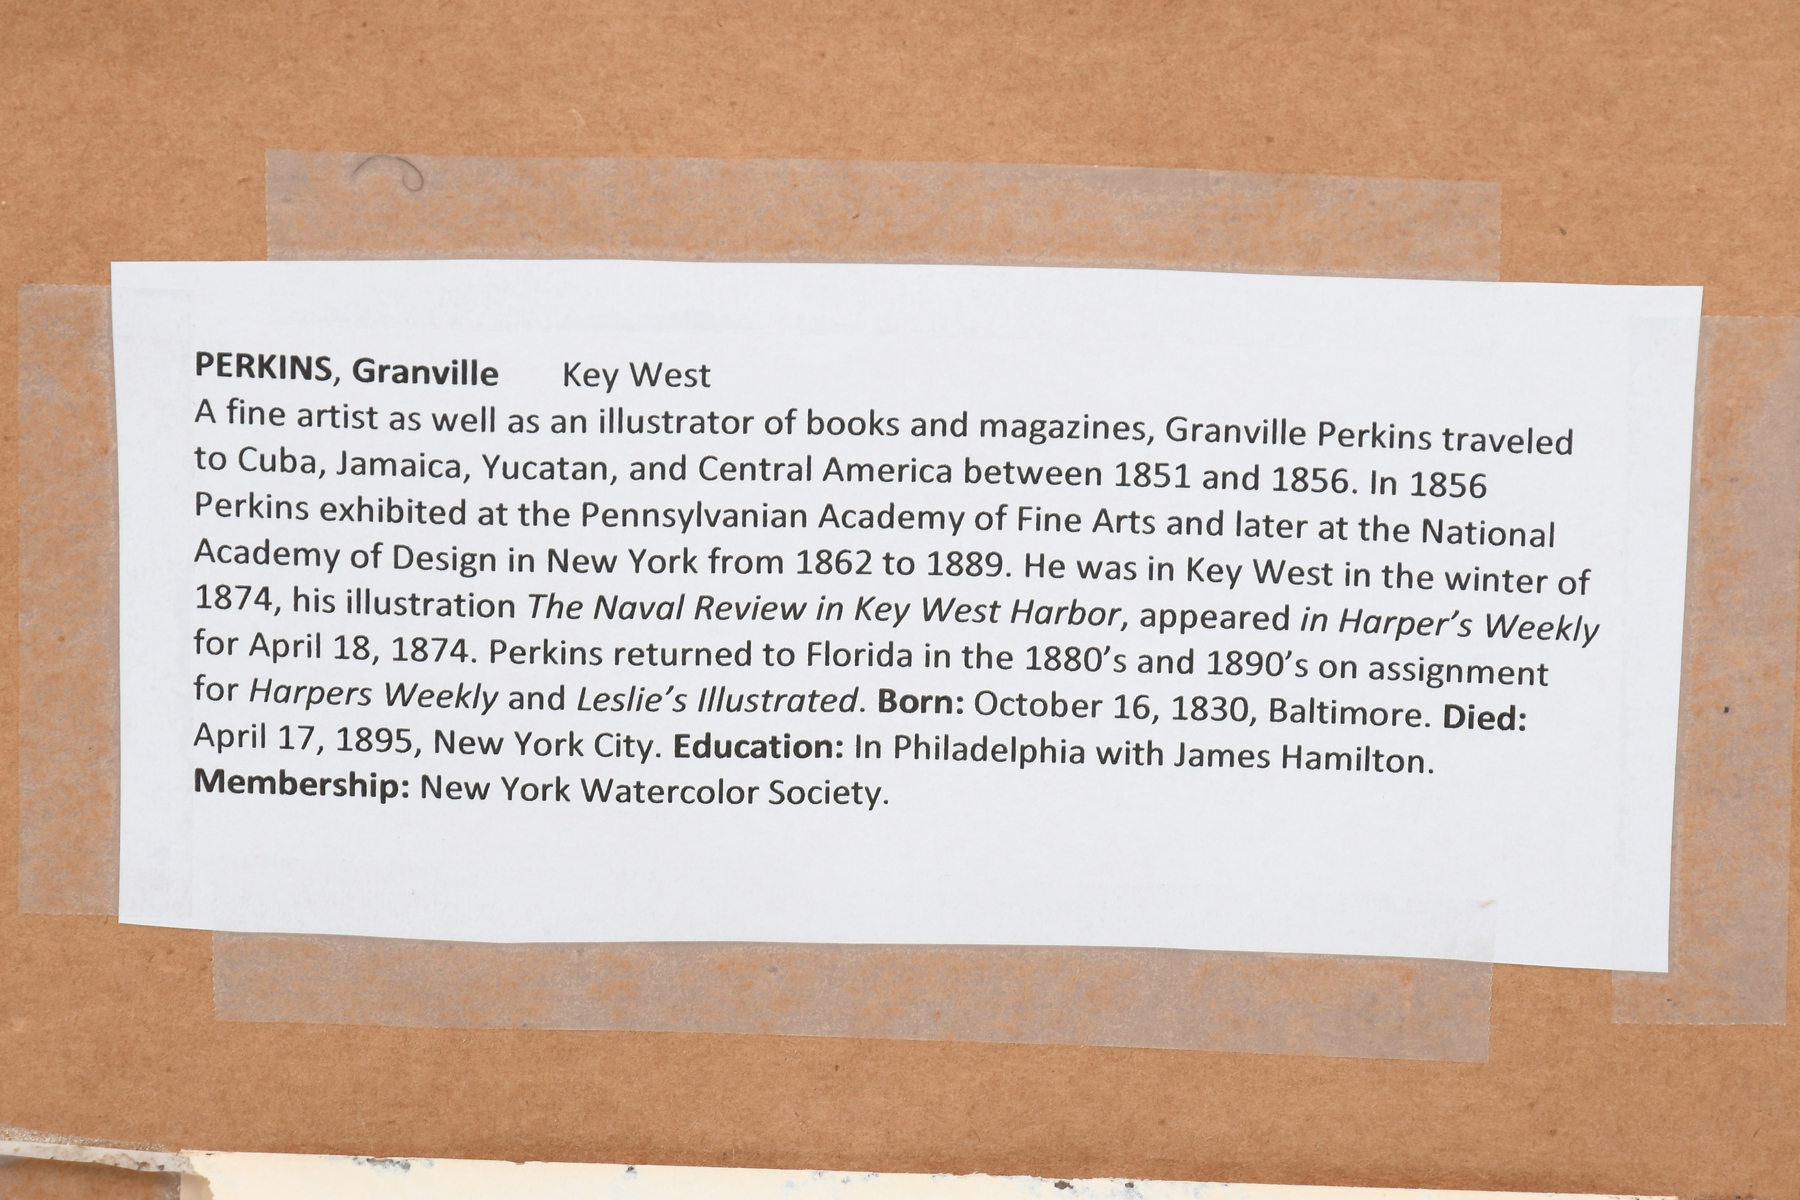 PERKINS, Granville Key West
A fine artist as well as an illustrator of books and magazines, Granville Perkins traveled
to Cuba, Jamaica, Yucatan, and Central America between 1851 and 1856. In 1856
Perkins exhibited at the Pennsylvanian Academy of Fine Arts and later at the National
Academy of Design in New York from 1862 to 1889. He was in Key West in the winter of
1874, his illustration The Naval Review in Key West Harbor, appeared in Harper's Weekly
for April 18, 1874. Perkins returned to Florida in the 1880's and 1890's on assignment
for Harpers Weekly and Leslie's Illustrated. Born: October 16, 1830, Baltimore. Died:
April 17, 1895, New York City. Education: In Philadelphia with James Hamilton.
Membership: New York Watercolor Society.